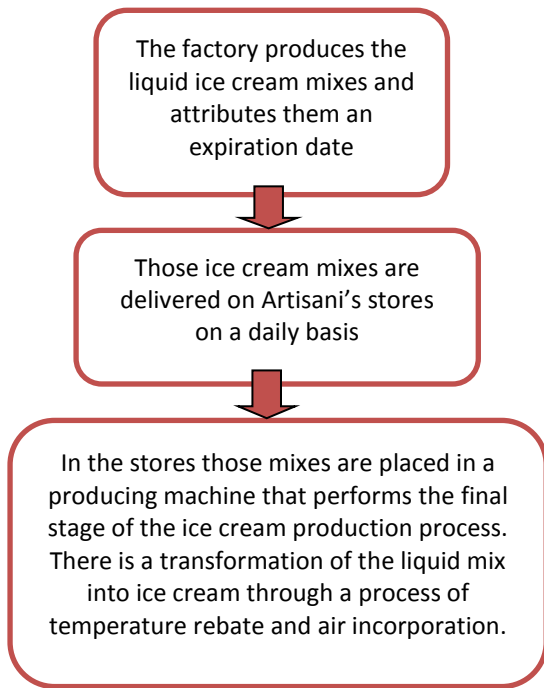 The factory produces the
liquid ice cream mixes and
attributes them an
expiration date
Those ice cream mixes are
delivered on Artisani’s stores
on a daily basis
In the stores those mixes are placed in a
producing machine that performs the final
stage of the ice cream production process.
There is a transformation of the liquid mix
into ice cream through a process of
temperature rebate and air incorporation.